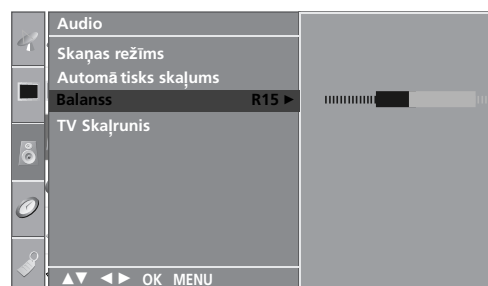 Audio
Skaņas režīms
Automā tisks skaļums
Balanss R15 ►
TV Skaļrunis
▲▼ ◄► OK MENU